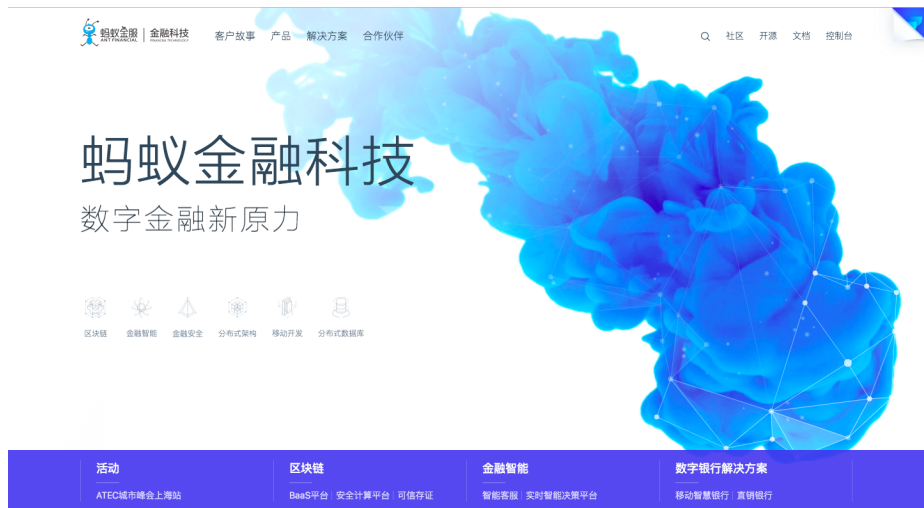 蚂蚁金服 金融科技 客户故事 产品 解决方案 合作伙伴 社区 开源 文档 控制台
ANT FINANCIAL FINANCIAL TECHNOLOGY
蚂蚁金融科技
数字金融新原力
区块链 金融智能 金融安全 分布式架构 移动开发 分布式数据库
活动 区块链 金融智能 数字银行解决方案
ATEC城市峰会上海站 BaaS平台 | 安全计算平台 | 可信存证 智能客服 | 实时智能决策平台 移动智慧银行 | 直销银行